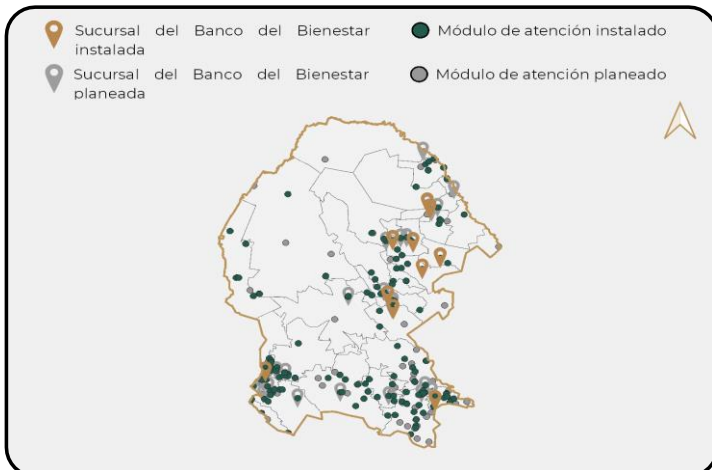 Sucursal del Banco del Bienestar
instalada
Módulo de atención instalado
Sucursal del Banco del Bienestar
planeada
Módulo de atención planeado